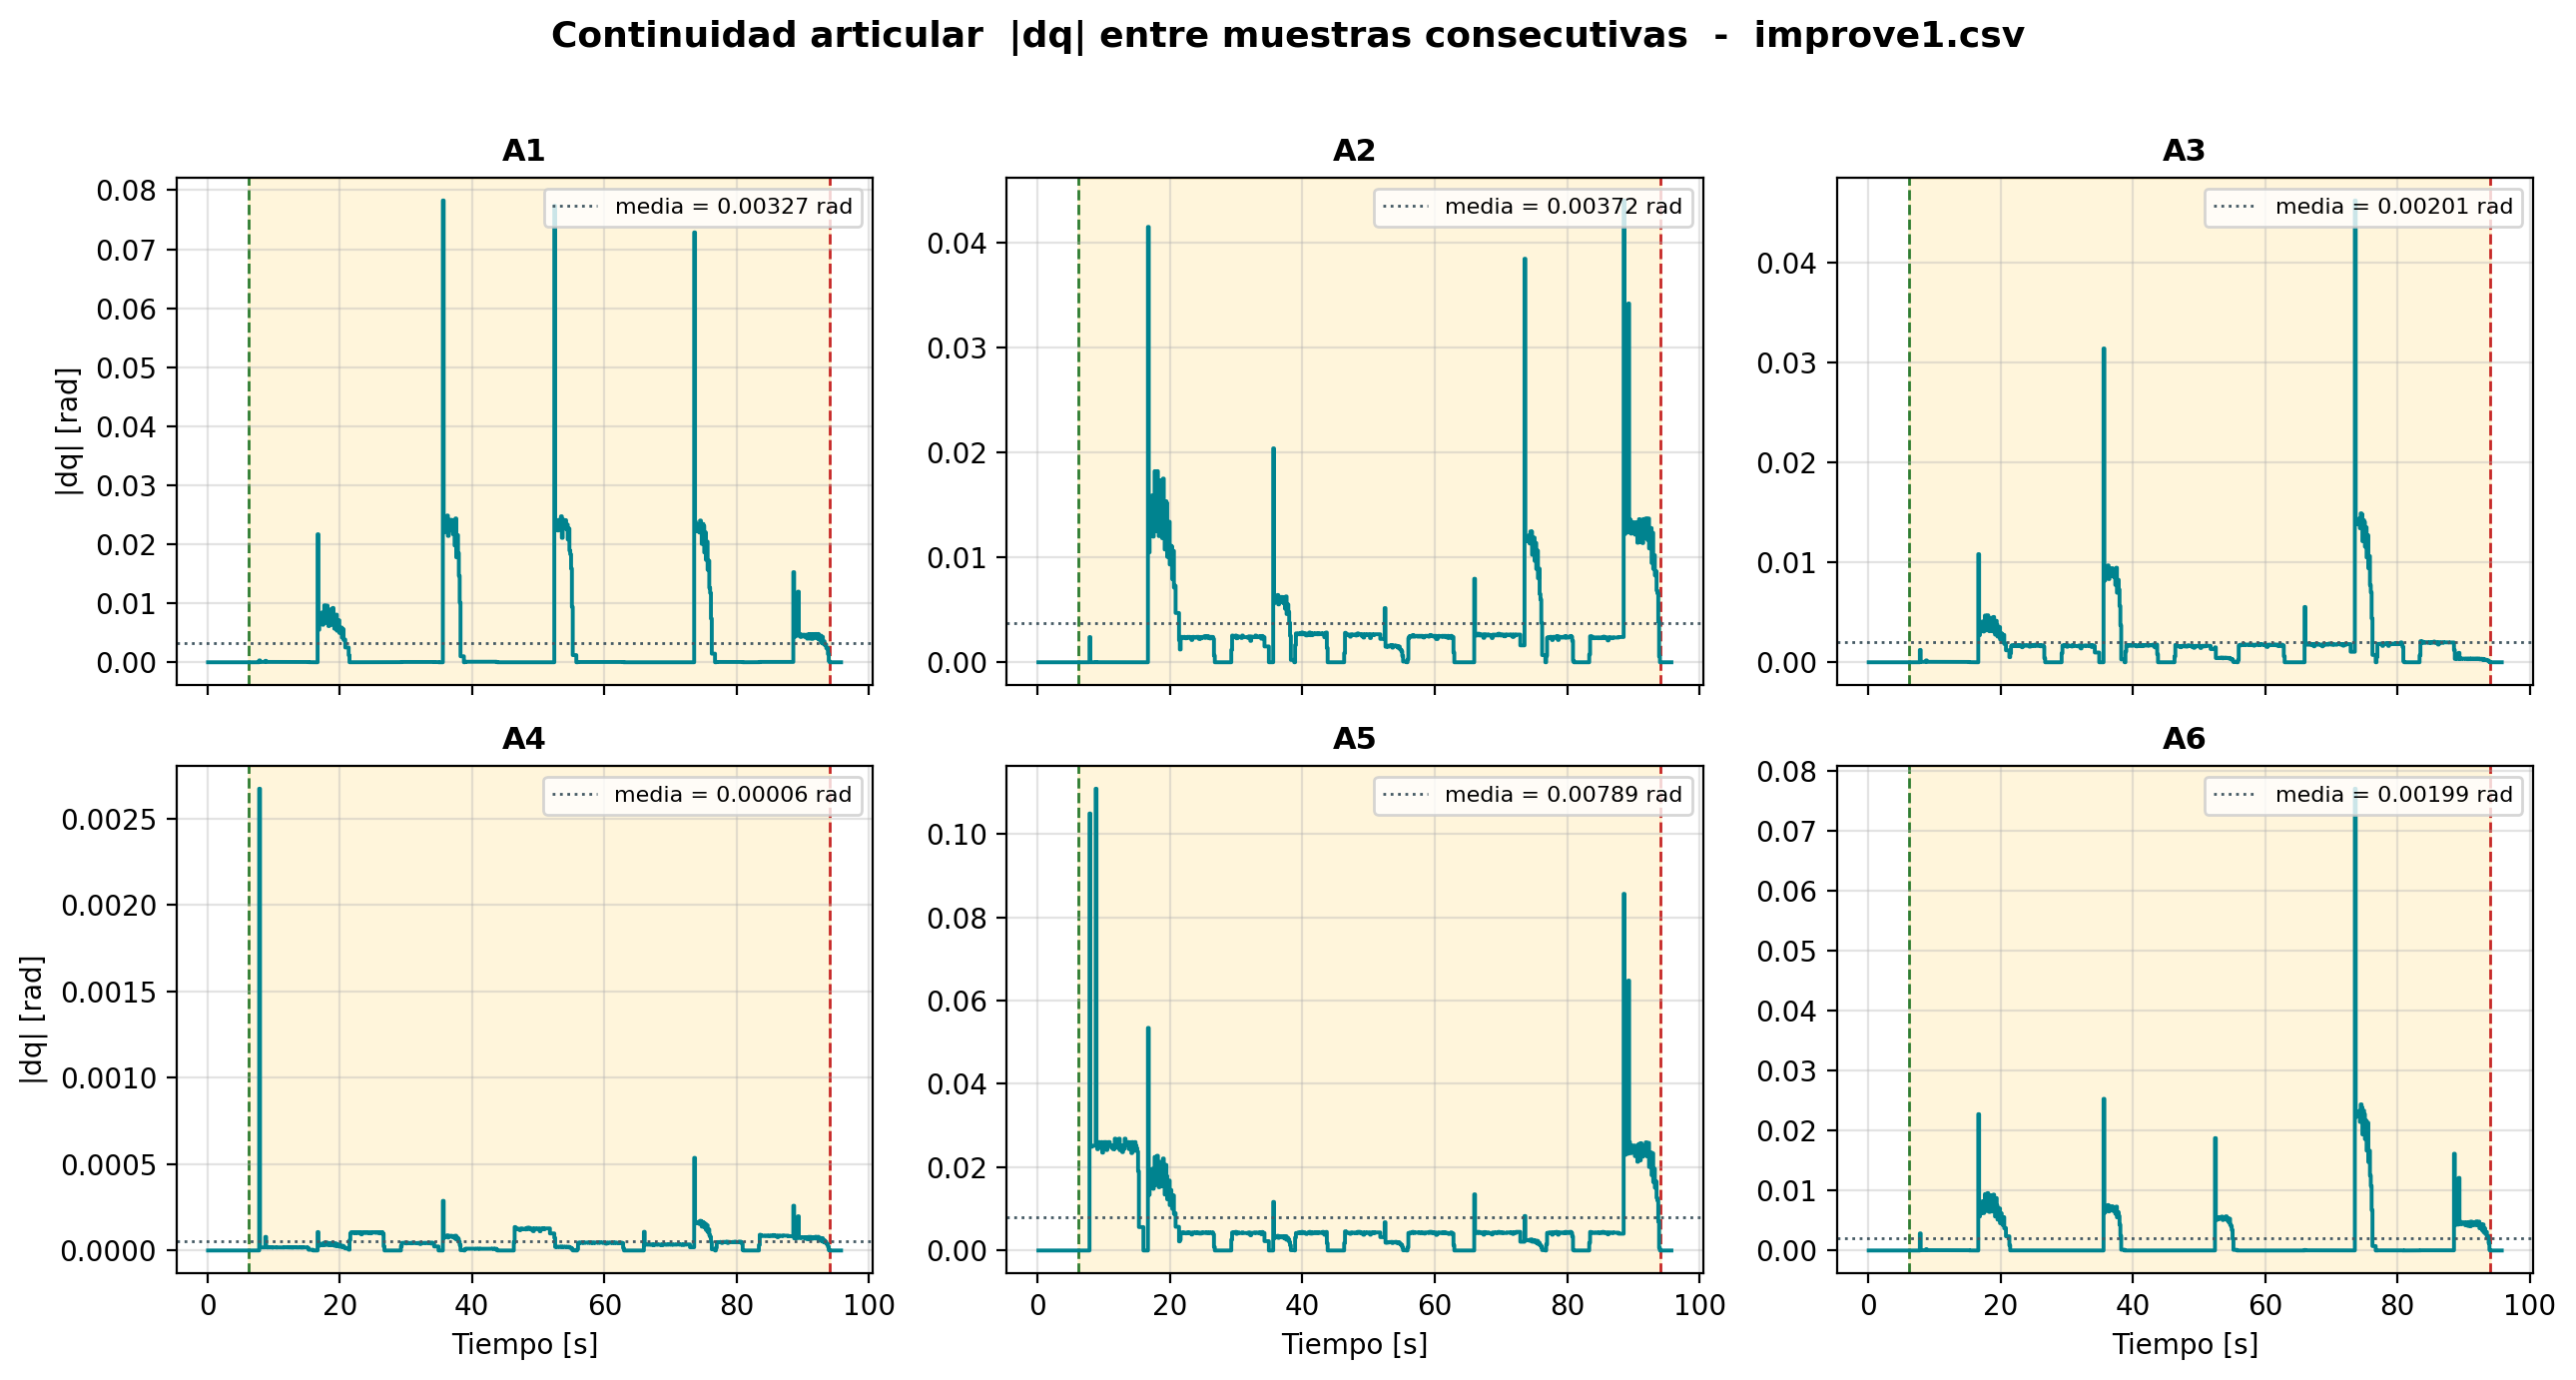 Continuidad articular |dq| entre muestras consecutivas - improve1.csv
A1
A2
A3
|dq| [rad]
0.08
0.07
0.06
0.05
0.04
0.03
0.02
0.01
0.00
media = 0.00327 rad
0.04
0.03
0.02
0.01
0.00
media = 0.00372 rad
0.04
0.03
0.02
0.01
0.00
media = 0.00201 rad
A4
A5
A6
|dq| [rad]
0.0025
0.0020
0.0015
0.0010
0.0005
0.0000
media = 0.00006 rad
0 20 40 60 80 100
Tiempo [s]
0.10
0.08
0.06
0.04
0.02
0.00
media = 0.00789 rad
0 20 40 60 80 100
Tiempo [s]
0.08
0.07
0.06
0.05
0.04
0.03
0.02
0.01
0.00
media = 0.00199 rad
0 20 40 60 80 100
Tiempo [s]